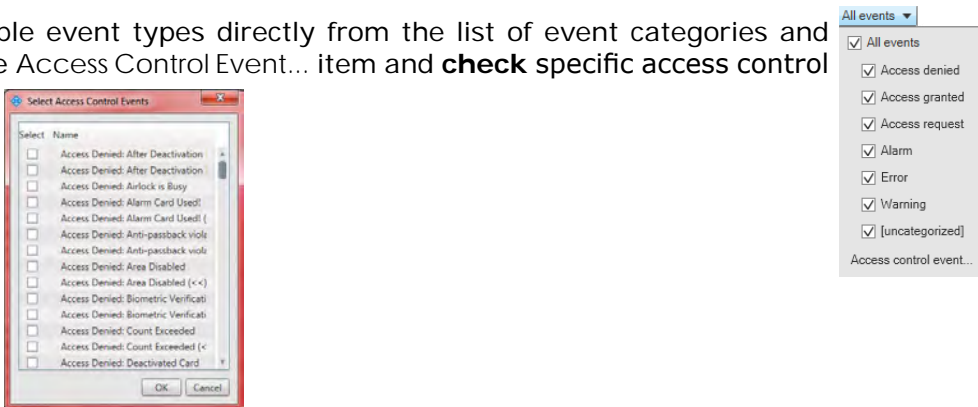 ble event types directly from the list of event categories and
e Access Control Event... item and check specific access control
All events
All events
Access denied
Access granted
Access request
Alarm
Error
Warning
[uncategorized]
Access control event...
Select Access Control Events
Select Name
Access Denied: After Deactivation
Access Denied: After Deactivation
Access Denied: Airlock is Busy
Access Denied: Alarm Card Used!
Access Denied: Alarm Card Used! (
Access Denied: Anti-passback viola
Access Denied: Anti-passback viola
Access Denied: Area Disabled
Access Denied: Area Disabled (<<)
Access Denied: Biometric Verificati
Access Denied: Biometric Verificati
Access Denied: Count Exceeded
Access Denied: Count Exceeded (<
Access Denied: Deactivated Card
OK Cancel